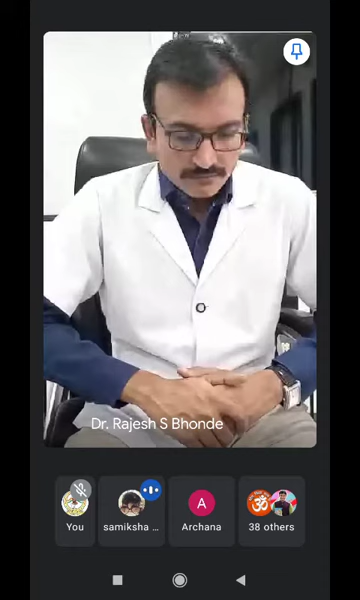 Dr. Rajesh S Bhonde
You
samiksha ...
A
Archana
ॐ
38 others